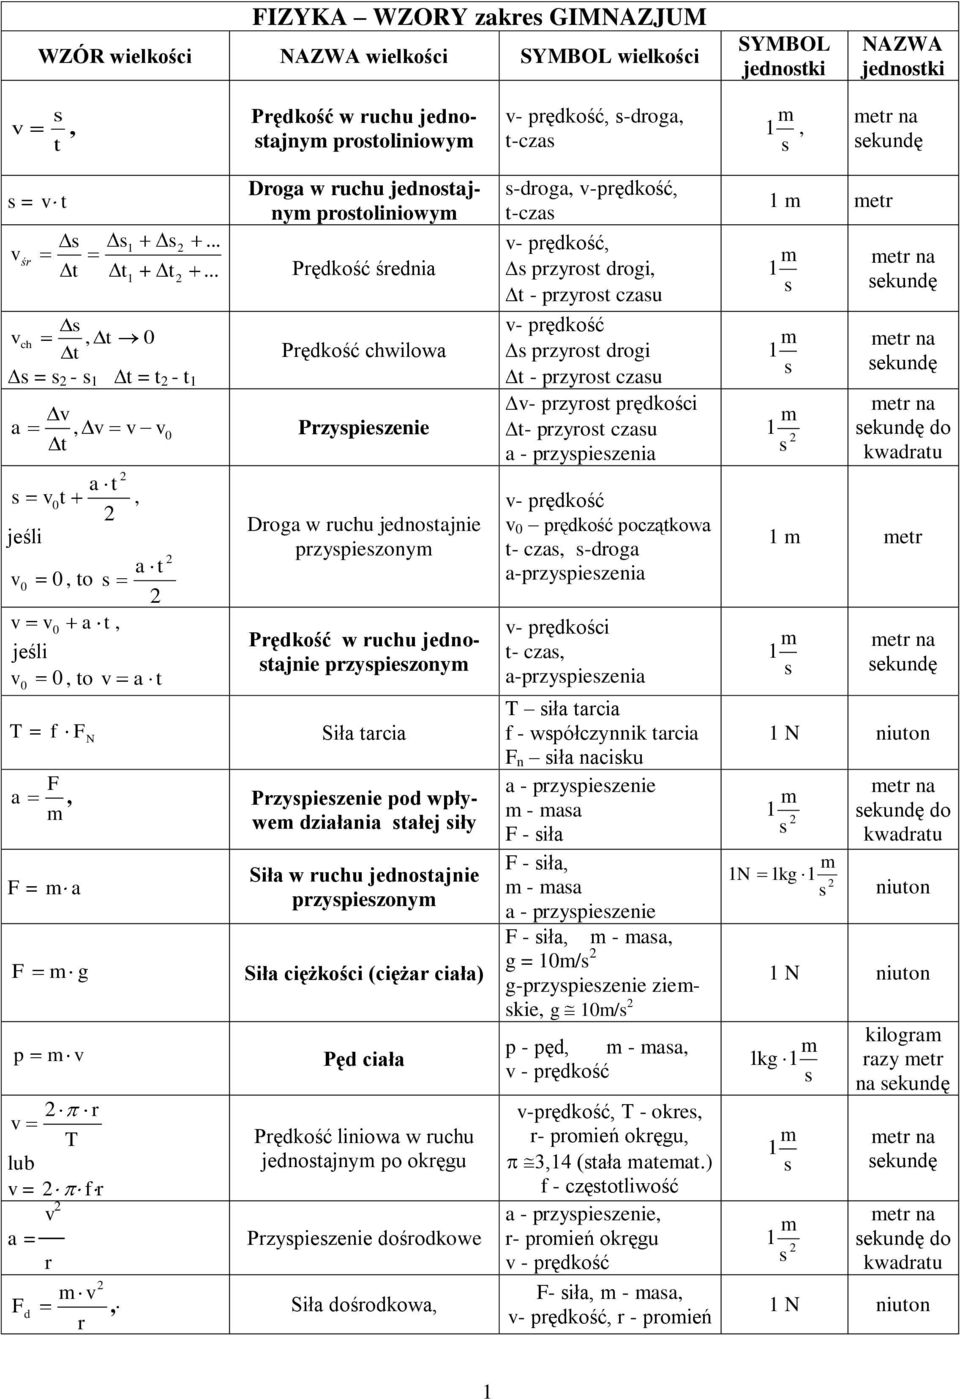 FIZYKA – WZORY zakres GIMNAZJUM
WZÓR wielkości NAZWA wielkości SYMBOL wielkości SYMBOL jednostki NAZWA jednostki
v = s/t , Prędkość w ruchu jedno- v- prędkość, s-droga, 1 m/s , metr na
stajnym prostoliniowym t-czas sekundę
s = v· t Droga w ruchu jednostaj- s-droga, v-prędkość, 1 m metr
nym prostoliniowym t-czas
v śr = Δs/Δt = (Δs₁ + Δs₂ + ...)/(Δt₁ + Δt₂ + ...) Prędkość średnia v- prędkość, 1 m/s metr na
Δs przyrost drogi, sekundę
Δt - przyrost czasu
v ch = Δs/Δt , Δt → 0 Prędkość chwilowa v- prędkość 1 m/s metr na
Δs = s₂ - s₁ Δt = t₂ - t₁ Δs przyrost drogi sekundę
Δt - przyrost czasu
a = Δv/Δt , Δv = v – v₀ Przyspieszenie Δv- przyrost prędkości 1 m/s² metr na
Δt- przyrost czasu sekundę do
a - przyspieszenia kwadratu
s = v₀t + a · t²/2 , Droga w ruchu jednostajnie v- prędkość 1 m metr
jeśli przyspieszonym v₀ – prędkość początkowa
v₀ = 0 , to s = a · t²/2 t- czas, s-droga
a-przyspieszenia
v = v₀ + a · t , Prędkość w ruchu jedno- v- prędkości 1 m/s metr na
jeśli stajnie przyspieszonym t- czas, sekundę
v₀ = 0 , to v = a · t a-przyspieszenia
T = f · F N Siła tarcia T – siła tarcia 1 N niuton
f - współczynnik tarcia
F n – siła nacisku
a = F/m , Przyspieszenie pod wpły- a - przyspieszenie 1 m/s² metr na
wem działania stałej siły m - masa sekundę do
F - siła kwadratu
F = m· a Siła w ruchu jednostajnie F - siła, 1N = 1kg · 1 m/s² niuton
przyspieszonym m - masa
a - przyspieszenie
F = m· g Siła ciężkości (ciężar ciała) F - siła, m - masa, 1 N niuton
g = 10m/s²
g-przyspieszenie ziem-
skie, g ≅ 10m/s²
p = m· v Pęd ciała p - pęd, m - masa, 1kg · 1 m/s kilogram
v - prędkość razy metr
na sekundę
v = 2· π · r/T Prędkość liniowa w ruchu v-prędkość, T - okres, 1 m/s metr na
lub jednostajnym po okręgu r- promień okręgu, sekundę
v = 2· π· f·r π ≅3,14 (stała matemat.)
f - częstotliwość
a = v²/r Przyspieszenie dośrodkowe a - przyspieszenie, 1 m/s² metr na
r- promień okręgu sekundę do
v - prędkość kwadratu
F d = m· v²/r ,· Siła dośrodkowa, F- siła, m - masa, 1 N niuton
v- prędkość, r - promień
1